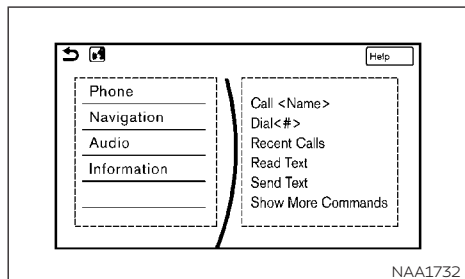 Help
Phone
Navigation
Audio
Information
Call <Name>
Dial<#>
Recent Calls
Read Text
Send Text
Show More Commands
NAA1732